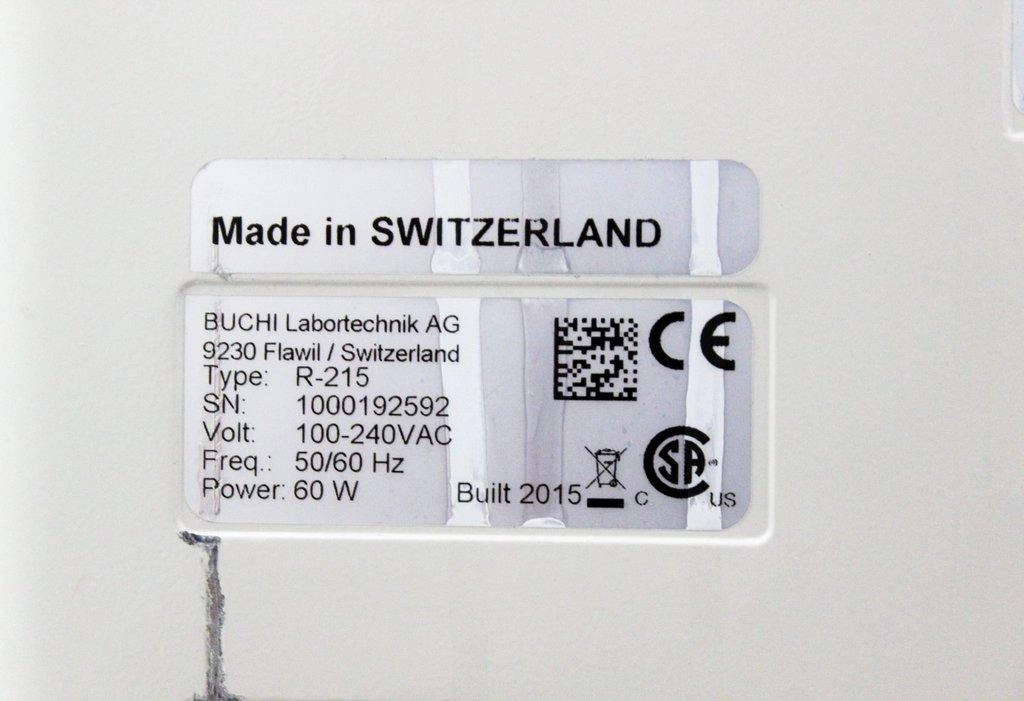 Made in SWITZERLAND
BUCHI Labortechnik AG
9230 Flawil / Switzerland
Type: R-215
SN: 1000192592
Volt: 100-240VAC
Freq.: 50/60 Hz
Power: 60 W
Built 2015
CE
C SA US